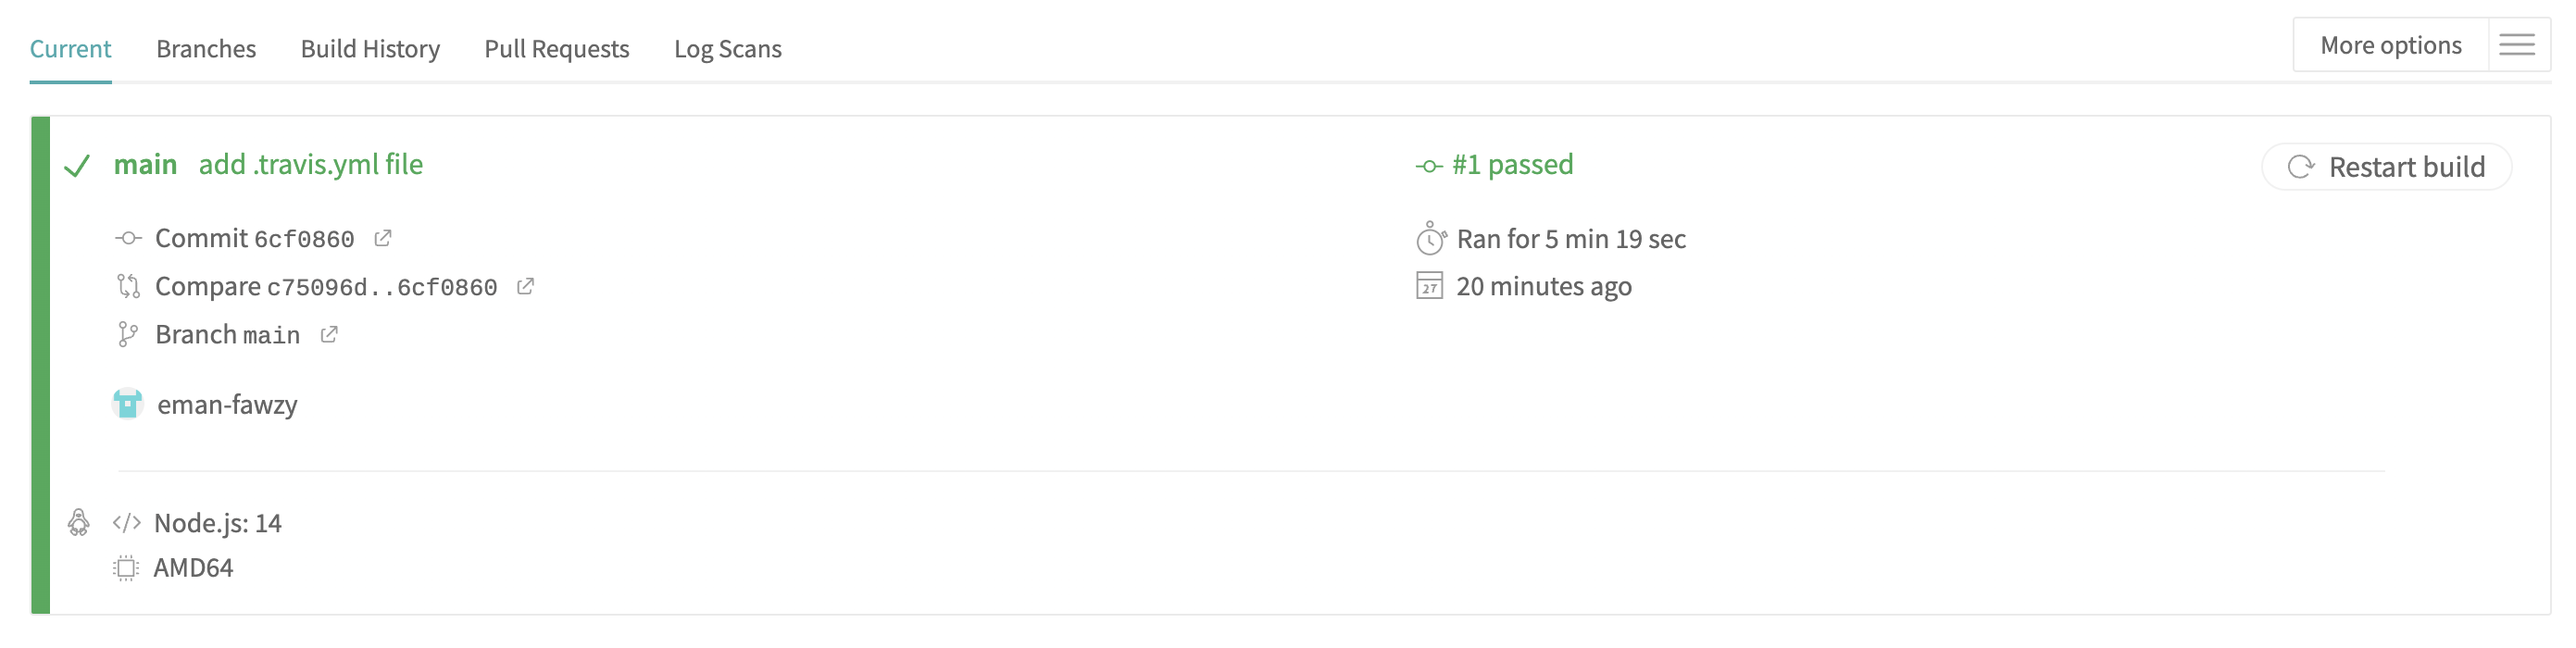 Current Branches Build History Pull Requests Log Scans More options
main add .travis.yml file
#1 passed
Restart build
Commit 6cf0860
Compare c75096d..6cf0860
Branch main
Ran for 5 min 19 sec
27 20 minutes ago
eman-fawzy
</> Node.js: 14
AMD64